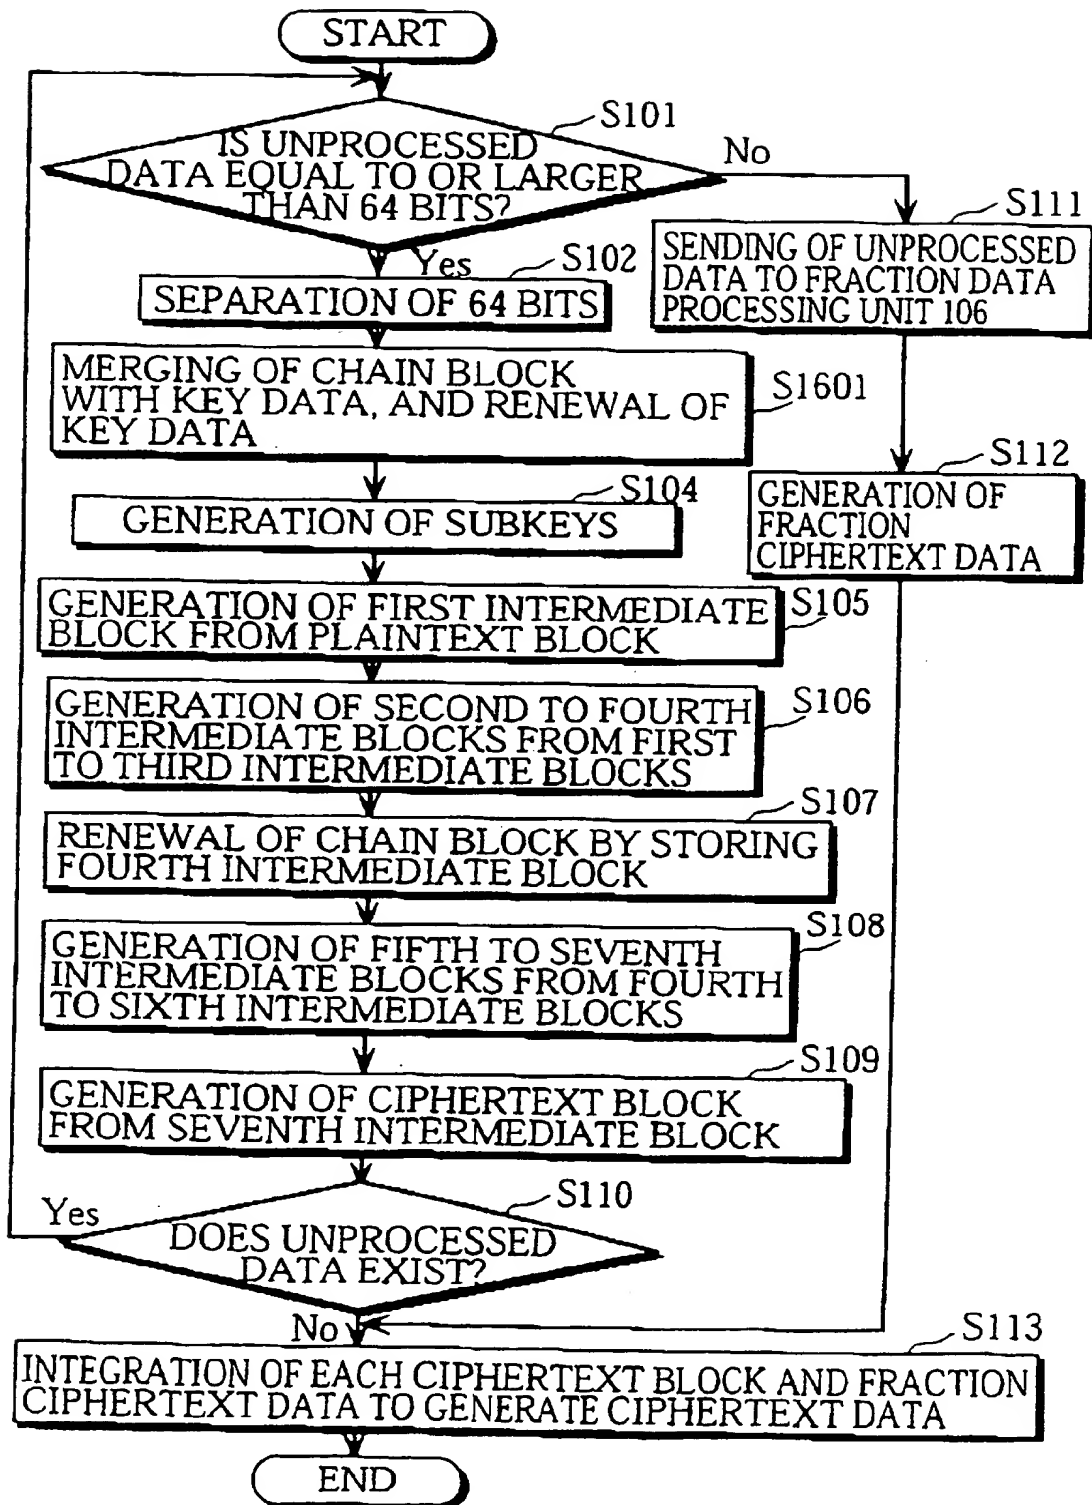 START
S101
IS UNPROCESSED
DATA EQUAL TO OR LARGER
THAN 64 BITS?
No
Yes
S102
SEPARATION OF 64 BITS
S111
SENDING OF UNPROCESSED
DATA TO FRACTION DATA
PROCESSING UNIT 106
MERGING OF CHAIN BLOCK
WITH KEY DATA, AND RENEWAL OF
KEY DATA
S1601
S112
GENERATION OF
FRACTION
CIPHERTEXT DATA
S104
GENERATION OF SUBKEYS
GENERATION OF FIRST INTERMEDIATE
BLOCK FROM PLAINTEXT BLOCK
S105
GENERATION OF SECOND TO FOURTH
INTERMEDIATE BLOCKS FROM FIRST
TO THIRD INTERMEDIATE BLOCKS
S106
S107
RENEWAL OF CHAIN BLOCK BY STORING
FOURTH INTERMEDIATE BLOCK
S108
GENERATION OF FIFTH TO SEVENTH
INTERMEDIATE BLOCKS FROM FOURTH
TO SIXTH INTERMEDIATE BLOCKS
S109
GENERATION OF CIPHERTEXT BLOCK
FROM SEVENTH INTERMEDIATE BLOCK
S110
Yes
DOES UNPROCESSED
DATA EXIST?
No
S113
INTEGRATION OF EACH CIPHERTEXT BLOCK AND FRACTION
CIPHERTEXT DATA TO GENERATE CIPHERTEXT DATA
END